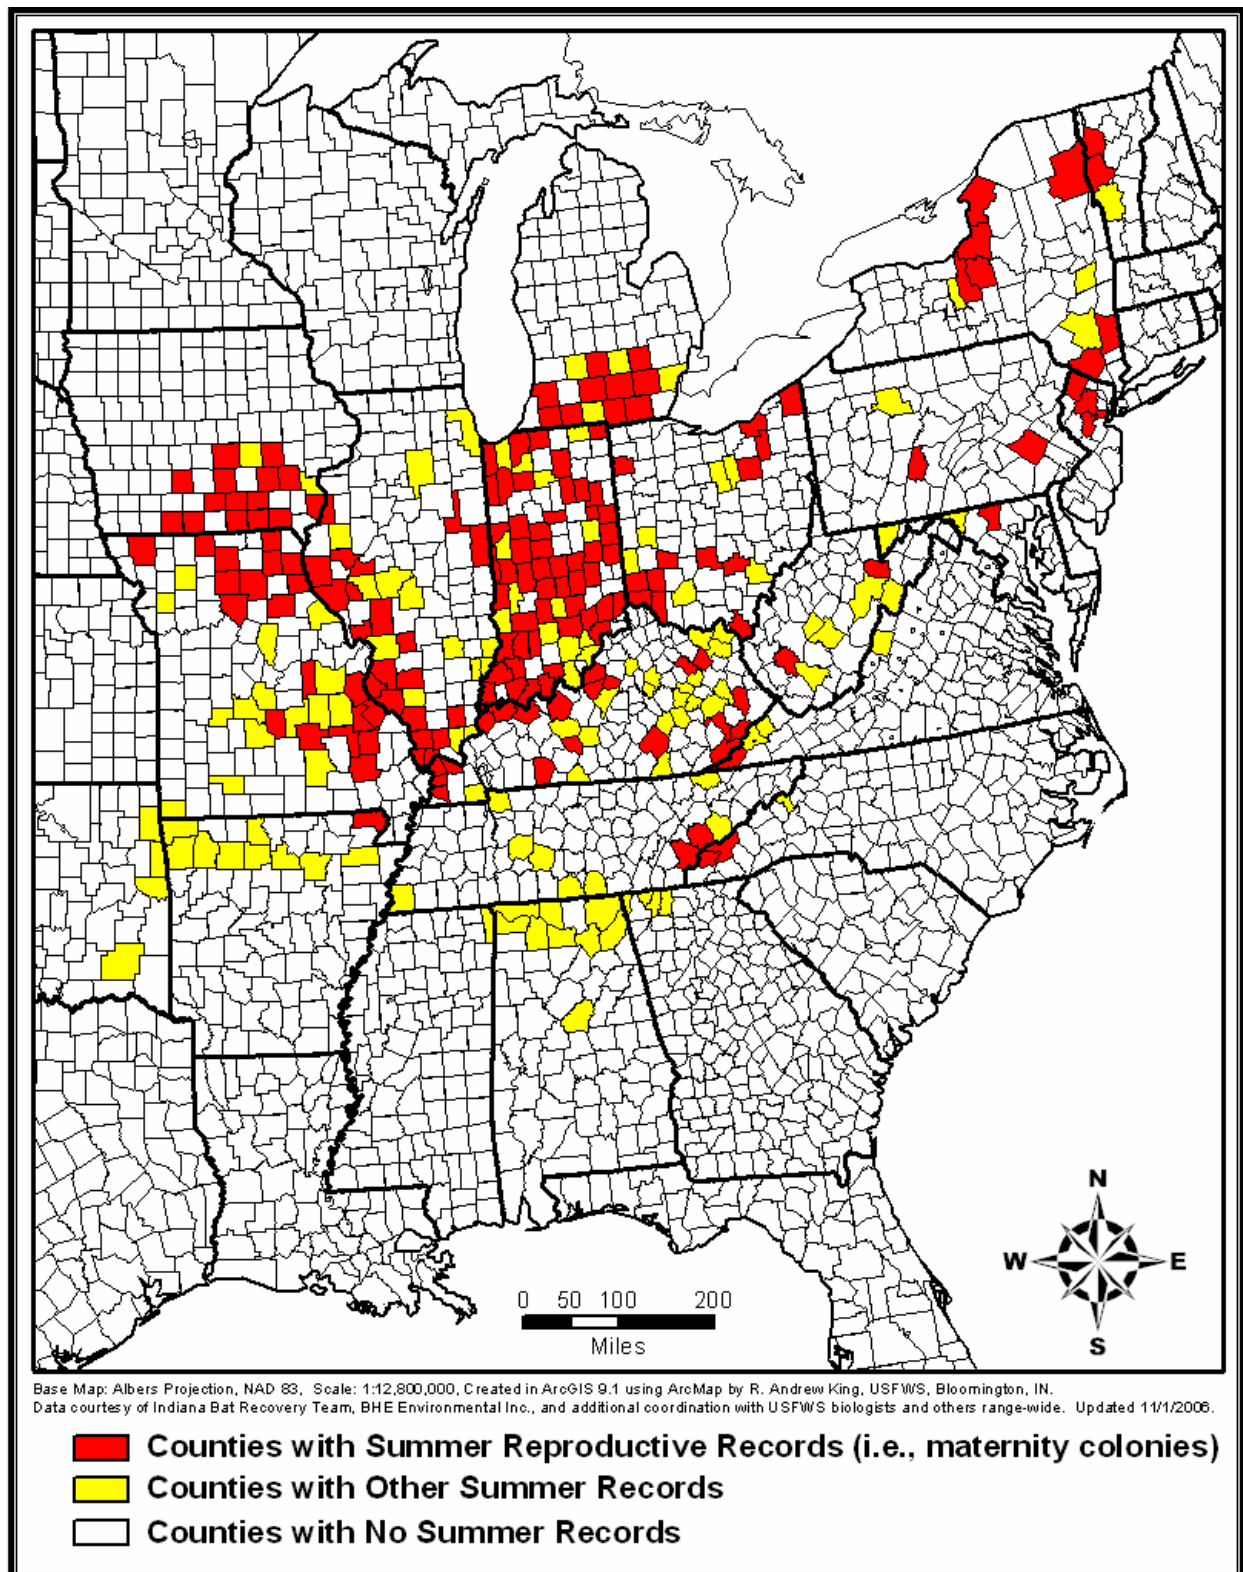 N
W E
S
0 50 100 200
Miles
Base Map: Albers Projection, NAD 83, Scale: 1:12,800,000, Created in ArcGIS 9.1 using ArcMap by R. Andrew King, USFWS, Bloomington, IN.
Data courtesy of Indiana Bat Recovery Team, BHE Environmental Inc., and additional coordination with USFWS biologists and others range-wide. Updated 11/1/2006.
Counties with Summer Reproductive Records (i.e., maternity colonies)
Counties with Other Summer Records
Counties with No Summer Records